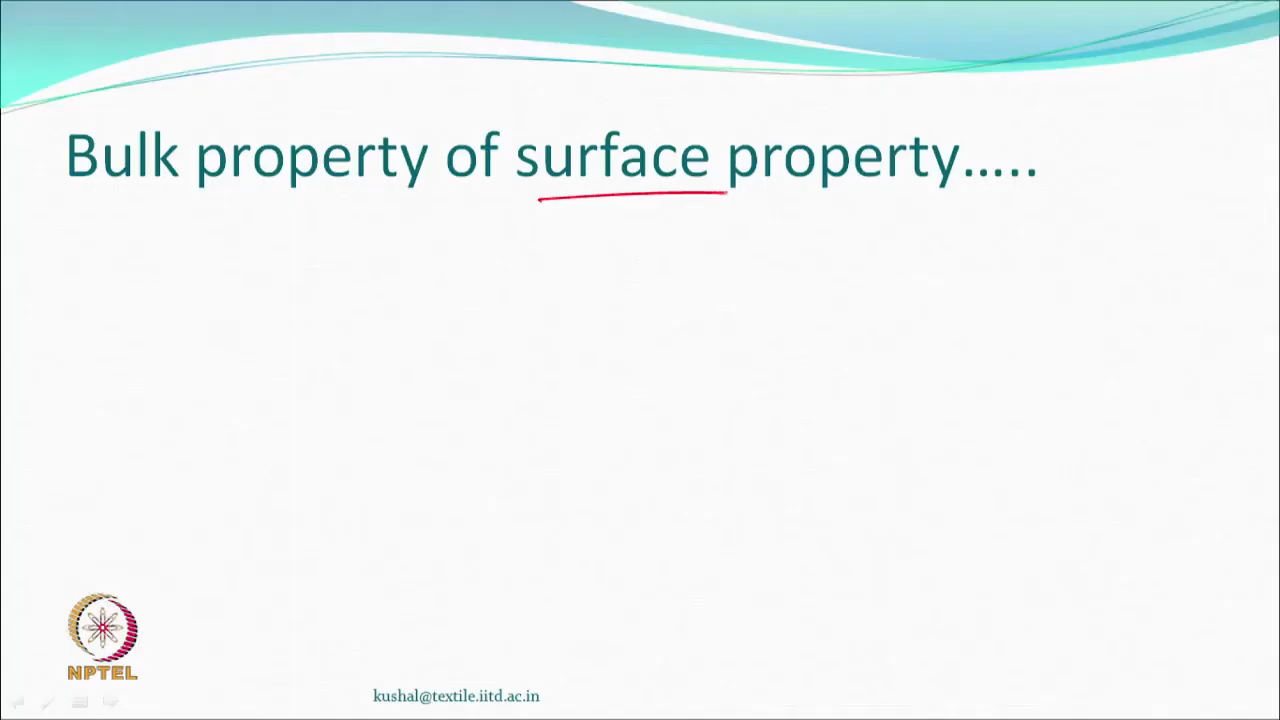 Bulk property of surface property.....
NPTEL
kushal@textile.iitd.ac.in